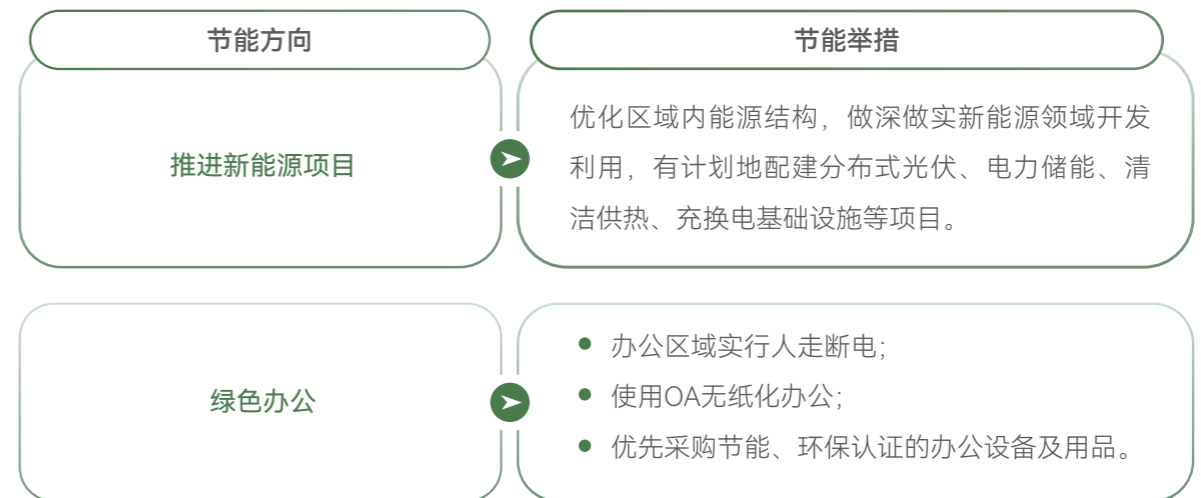 节能方向
节能举措
推进新能源项目
优化区域内能源结构，做深做实新能源领域开发
利用，有计划地配建分布式光伏、电力储能、清
洁供热、充换电基础设施等项目。
绿色办公
办公区域实行人走断电；
使用OA无纸化办公；
优先采购节能、环保认证的办公设备及用品。